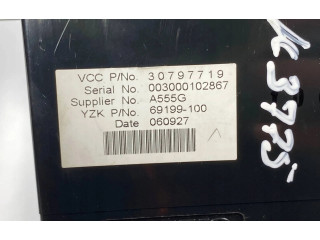 VCC P/No. 30797719
Serial No. 003000102867
Supplier No. A555G
YZK P/No. 69199-100
Date 060927